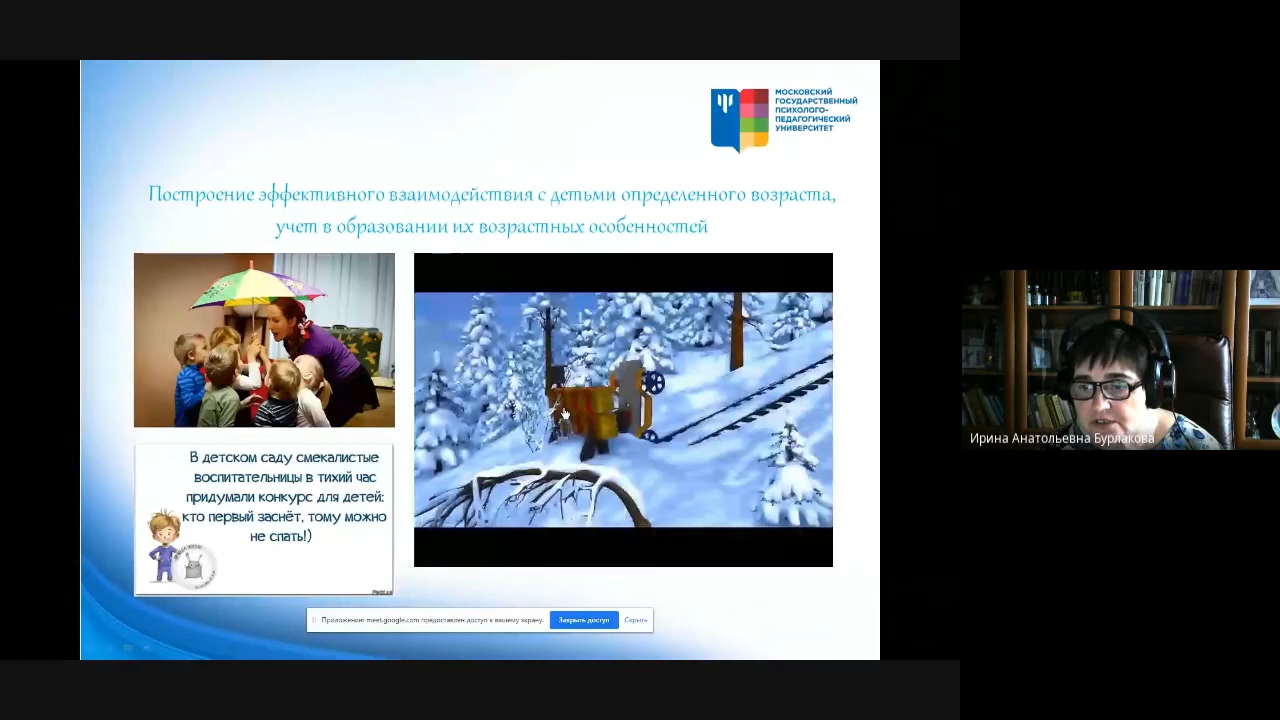 МОСКОВСКИЙ
ГОСУДАРСТВЕННЫЙ
ПСИХОЛОГО-
ПЕДАГОГИЧЕСКИЙ
УНИВЕРСИТЕТ
Построение эффективного взаимодействия с детьми определенного возраста,
учет в образовании их возрастных особенностей
В детском саду смекалистые
воспитательницы в тихий час
придумали конкурс для детей:
кто первый заснёт, тому можно
не спать!)
Приложению meet.google.com предоставлен доступ к вашему экрану.
Закрыть доступ
Скрыть
Ирина Анатольевна Бурлакова